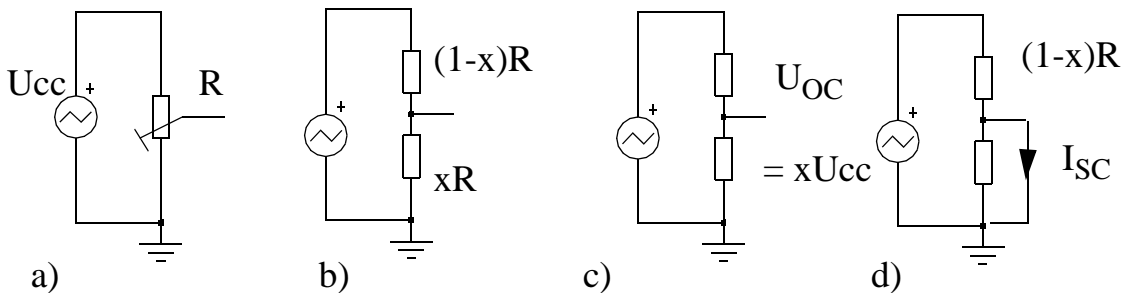 Ucc
+
R
a)
+
(1-x)R
xR
b)
+
U_OC
= xUcc
c)
+
(1-x)R
I_SC
d)